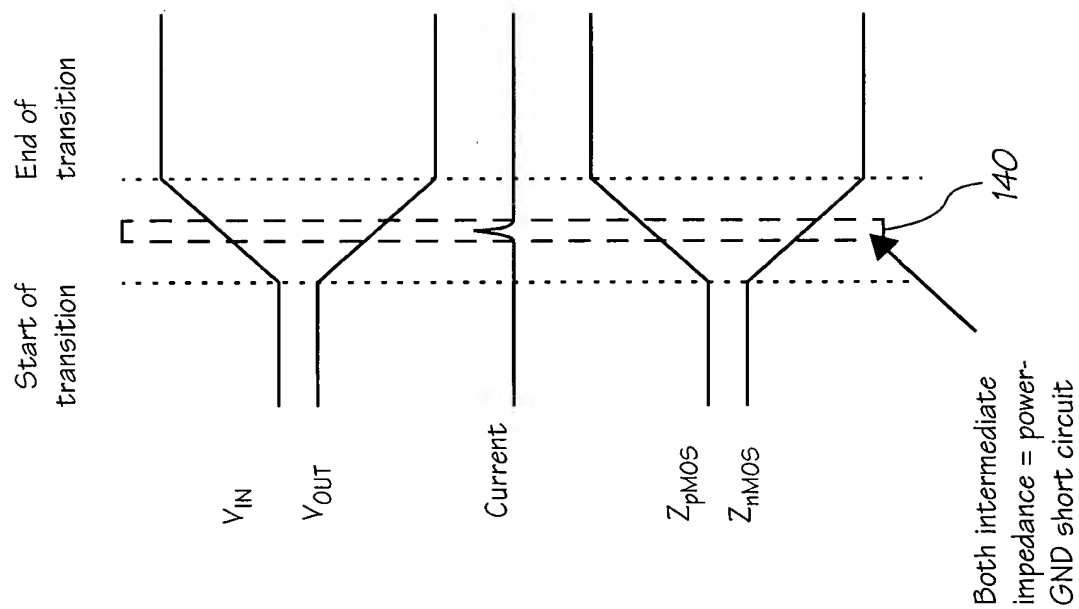 Start of
transition
End of
transition
V_IN
V_OUT
Current
Z_pMOS
Z_nMOS
140
Both intermediate
impedance = power-
GND short circuit